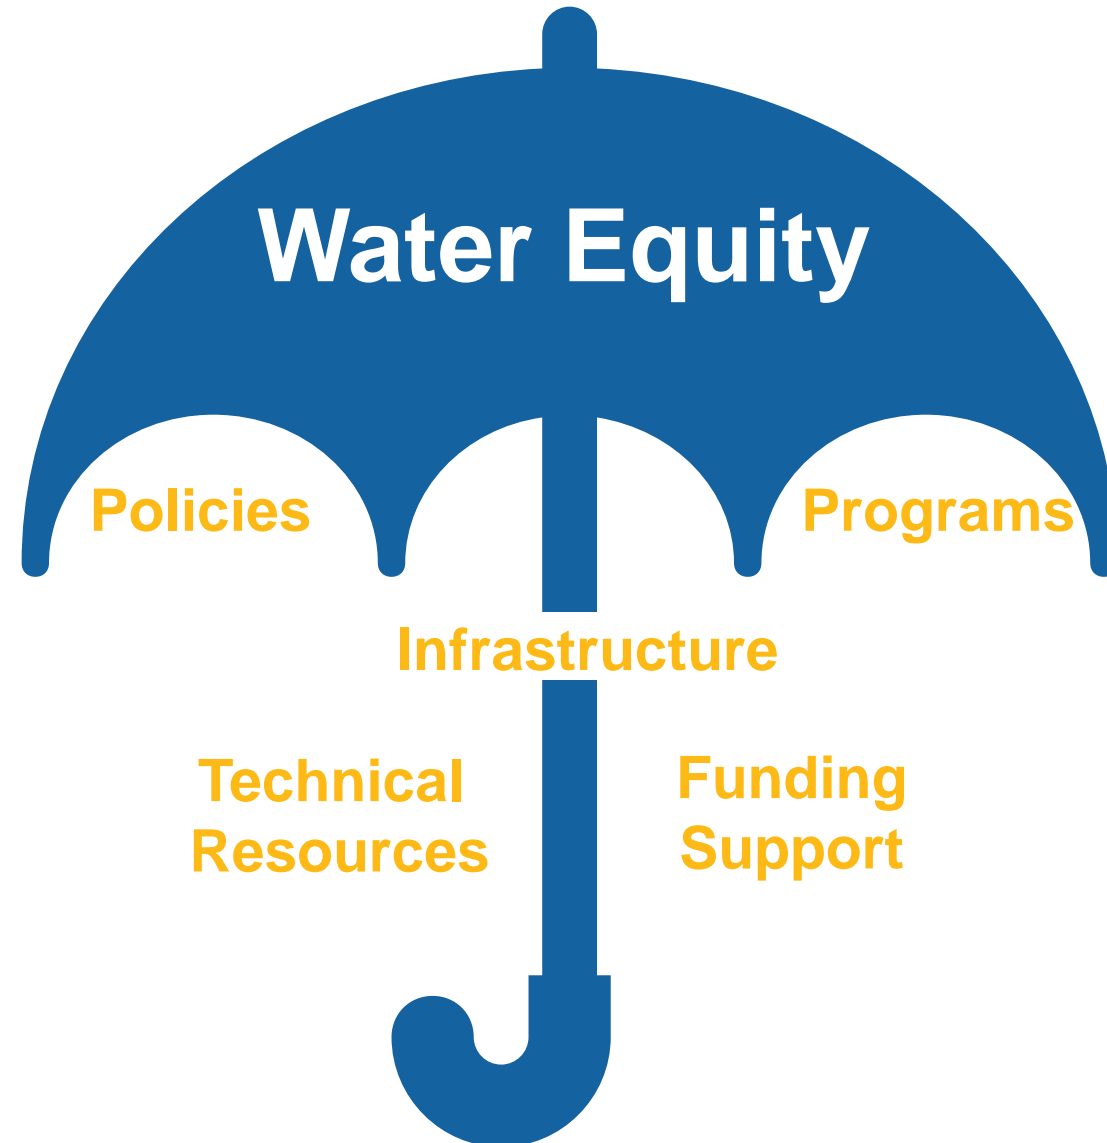 Water Equity
Policies
Programs
Infrastructure
Technical
Resources
Funding
Support